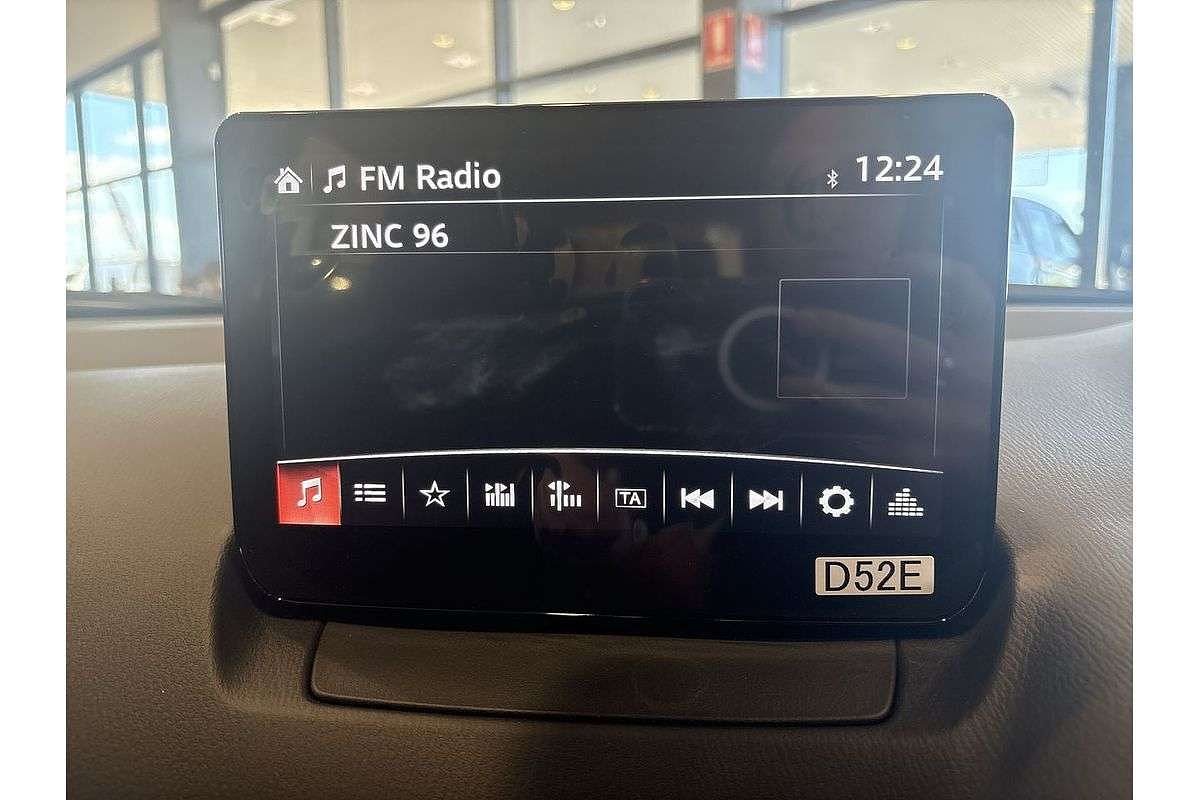 FM Radio
12:24
ZINC 96
TA
D52E